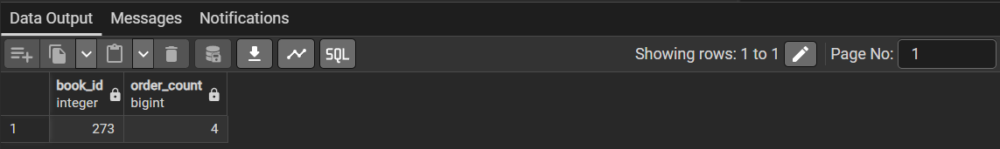 Data Output Messages Notifications
SQL Showing rows: 1 to 1 Page No: 1
book_id order_count
integer bigint
1 273 4